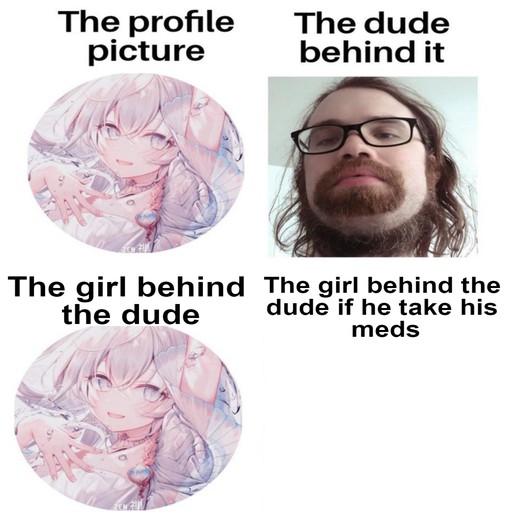 The profile
picture
The dude
behind it
The girl behind
the dude
The girl behind the
dude if he take his
meds